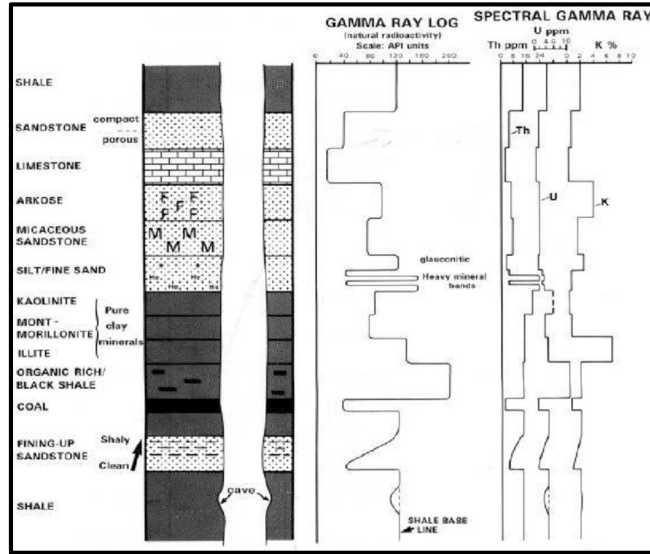 GAMMA RAY LOG
(natural radioactivity)
Scale: API units
0 40 120 200
SPECTRAL GAMMA RAY
U ppm
Th ppm
K %
SHALE
SANDSTONE
compact
porous
LIMESTONE
ARKOSE
F F
F
F F
MICACEOUS
SANDSTONE
M M
M M
SILT/FINE SAND
KAOLINITE
MONT-
MORILLONITE
ILLITE
Pure
clay
minerals
ORGANIC RICH/
BLACK SHALE
COAL
FINING-UP
SANDSTONE
Shaly
Clean
SHALE
cave
Th
U
K
glauconitic
Heavy mineral
bands
SHALE BASE
LINE